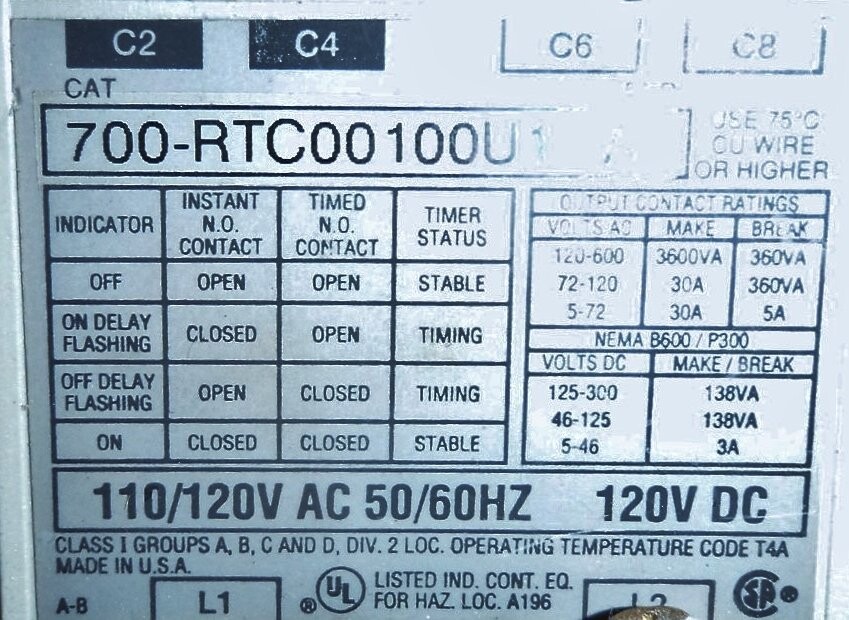 C2 C4 C6 C8
CAT
700-RTC00100U1
USE 75°C
CU WIRE
OR HIGHER
INDICATOR INSTANT N.O. CONTACT TIMED N.O. CONTACT TIMER STATUS
OFF OPEN OPEN STABLE
ON DELAY FLASHING CLOSED OPEN TIMING
OFF DELAY FLASHING OPEN CLOSED TIMING
ON CLOSED CLOSED STABLE
OUTPUT CONTACT RATINGS
VOLTS AC MAKE BREAK
120-600 3600VA 360VA
72-120 30A 360VA
5-72 30A 5A
NEMA B600 / P300
VOLTS DC MAKE / BREAK
125-300 138VA
46-125 138VA
5-46 3A
110/120V AC 50/60HZ 120V DC
CLASS I GROUPS A, B, C AND D, DIV. 2 LOC. OPERATING TEMPERATURE CODE T4A
MADE IN U.S.A.
A-B L1 UL ® LISTED IND. CONT. EQ.
FOR HAZ. LOC. A196
L2 SA ®